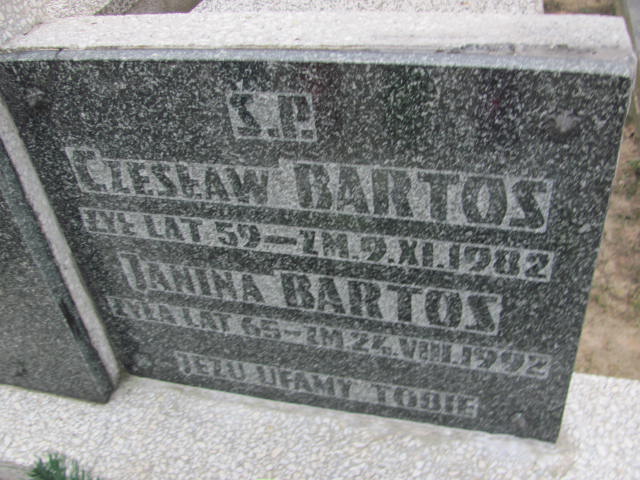 Ś.P.
CZESŁAW BARTOS
ŻYŁ LAT 59 — ZM. 9.XI.1982
JANINA BARTOS
ŻYŁA LAT 65 — ZM 24.VIII.1992
JEZU UFAMY TOBIE